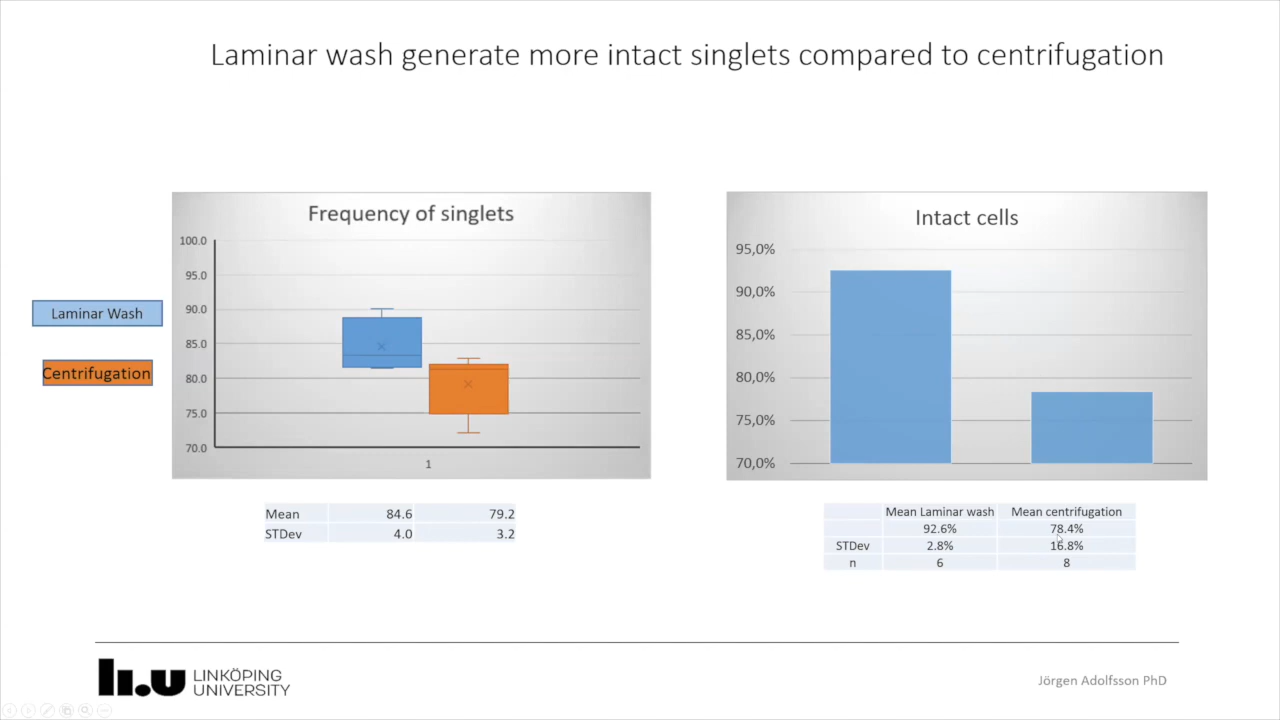 Laminar wash generate more intact singlets compared to centrifugation
Laminar Wash
Centrifugation
Frequency of singlets
100.0
95.0
90.0
85.0
80.0
75.0
70.0
1
Mean 84.6 79.2
STDev 4.0 3.2
Intact cells
95,0%
90,0%
85,0%
80,0%
75,0%
70,0%
Mean Laminar wash Mean centrifugation
92.6% 78.4%
STDev 2.8% 16.8%
n 6 8
li.u LINKÖPING
UNIVERSITY
Jörgen Adolfsson PhD